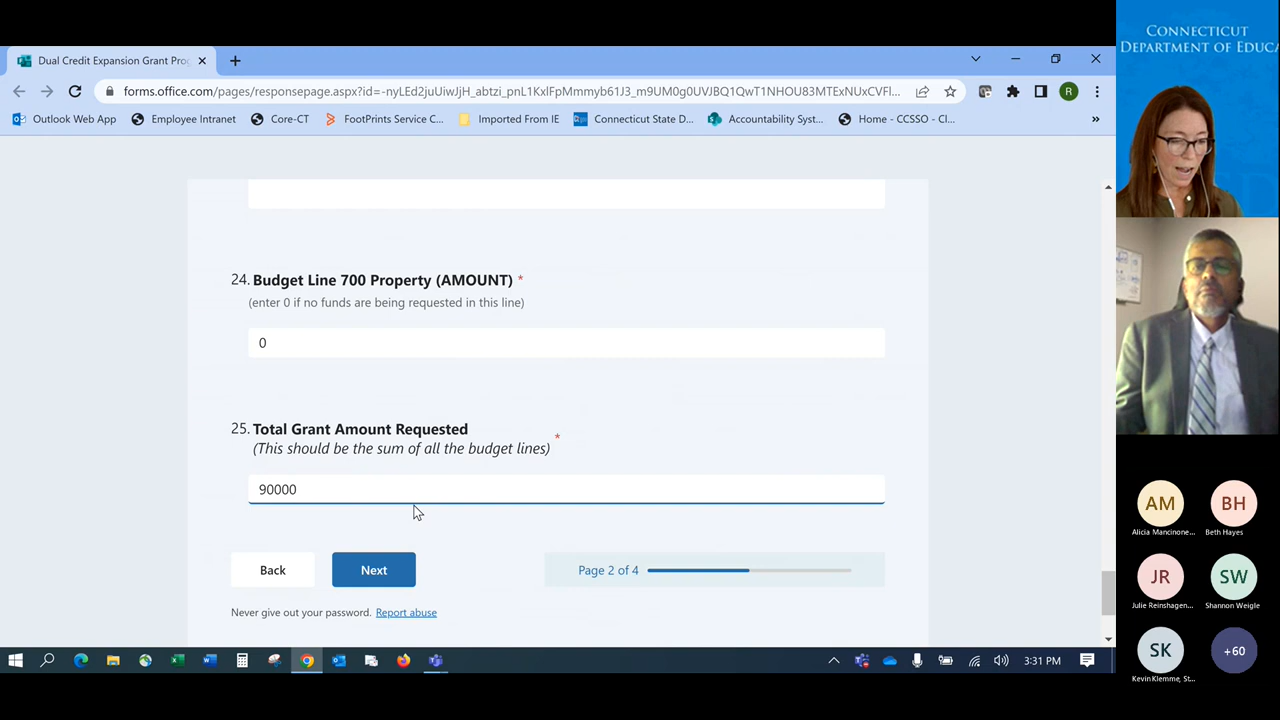 Dual Credit Expansion Grant Pro
forms.office.com/pages/responsepage.aspx?id=-nyLEd2juUiwJjH_abtzi_pnL1KxlFpMmmyb61J3_m9UM0g0UVJBQ1QwT1NHOU83MTExNUxCVFl...
R
Outlook Web App
Employee Intranet
Core-CT
FootPrints Service C...
Imported From IE
Connecticut State D...
Accountability Syst...
Home - CCSSO - Cl...
»
24. Budget Line 700 Property (AMOUNT) *
(enter 0 if no funds are being requested in this line)
0
25. Total Grant Amount Requested
(This should be the sum of all the budget lines) *
90000
Back
Next
Page 2 of 4
Never give out your password. Report abuse
3:31 PM
CONNECTICUT
DEPARTMENT OF EDUCA
AM
BH
Alicia Mancinone...
Beth Hayes
JR
SW
Julie Reinshagen...
Shannon Weigle
SK
+60
Kevin Klemme, St...